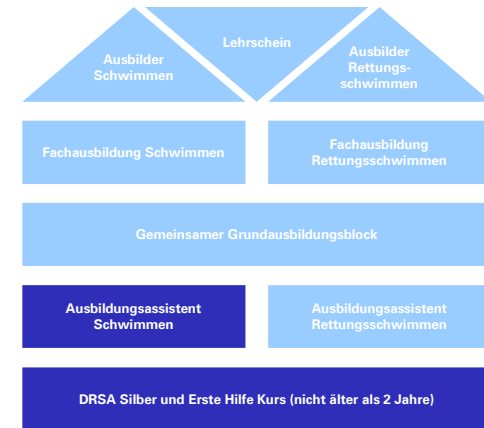 Ausbilder
Schwimmen
Lehrschein
Ausbilder
Rettungs-
schwimmen
Fachausbildung Schwimmen
Fachausbildung
Rettungsschwimmen
Gemeinsamer Grundausbildungsblock
Ausbildungsassistent
Schwimmen
Ausbildungsassistent
Rettungsschwimmen
DRSA Silber und Erste Hilfe Kurs (nicht älter als 2 Jahre)